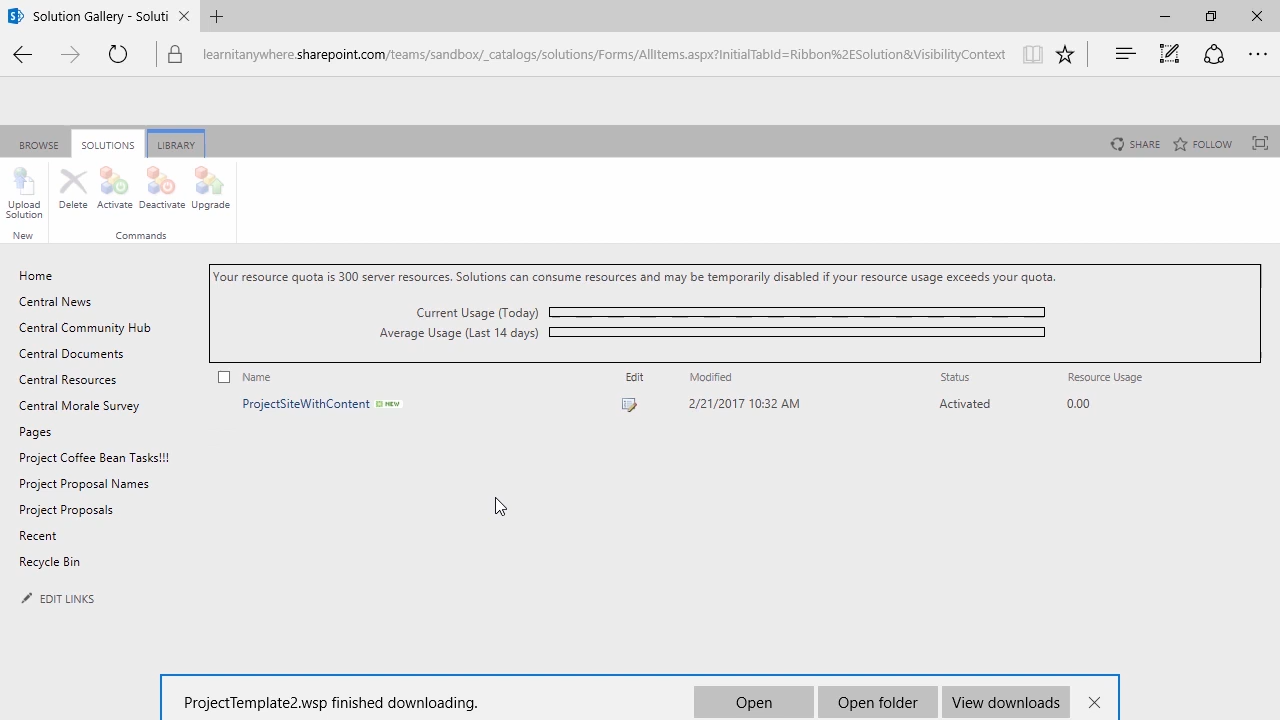 Solution Gallery - Soluti
learnitanywhere.sharepoint.com/teams/sandbox/_catalogs/solutions/Forms/AllItems.aspx?InitialTabId=Ribbon%2ESolution&VisibilityContext
BROWSE SOLUTIONS LIBRARY SHARE FOLLOW
Upload Solution Delete Activate Deactivate Upgrade
New Commands
Your resource quota is 300 server resources. Solutions can consume resources and may be temporarily disabled if your resource usage exceeds your quota.
Current Usage (Today)
Average Usage (Last 14 days)
Name Edit Modified Status Resource Usage
ProjectSiteWithContent NEW 2/21/2017 10:32 AM Activated 0.00
Home
Central News
Central Community Hub
Central Documents
Central Resources
Central Morale Survey
Pages
Project Coffee Bean Tasks!!!
Project Proposal Names
Project Proposals
Recent
Recycle Bin
EDIT LINKS
ProjectTemplate2.wsp finished downloading. Open Open folder View downloads